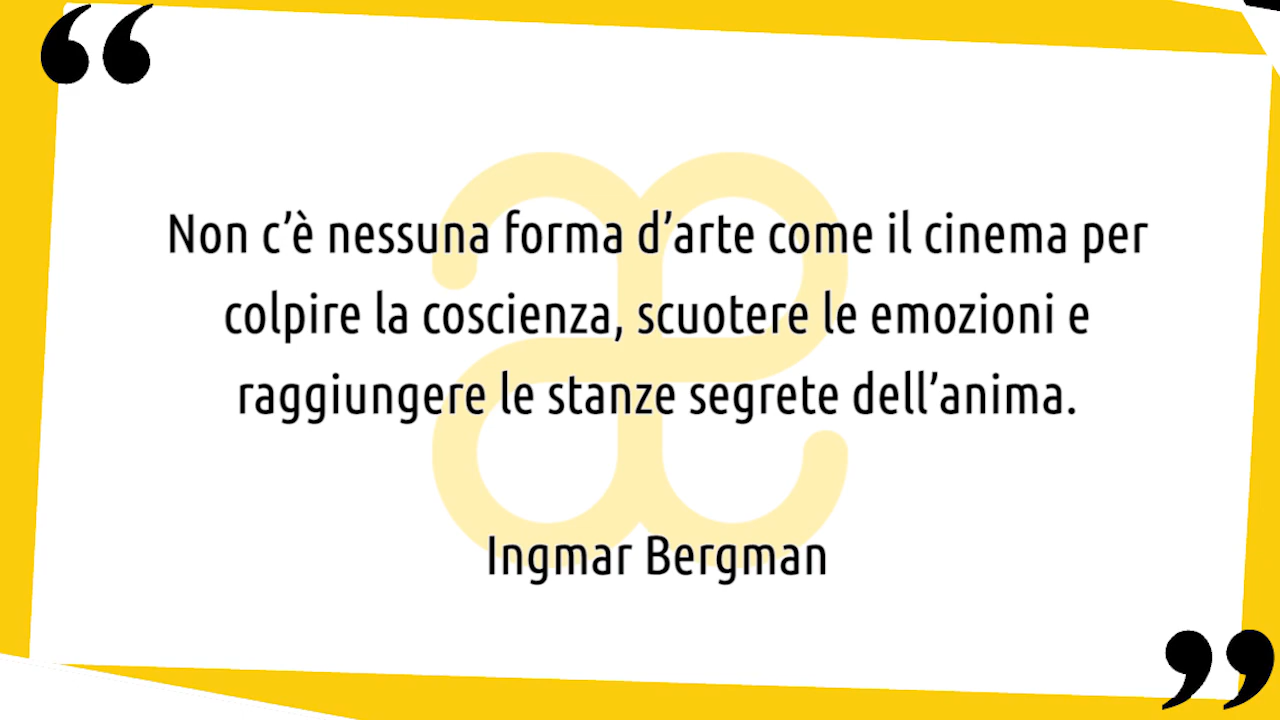 Non c’è nessuna forma d’arte come il cinema per
colpire la coscienza, scuotere le emozioni e
raggiungere le stanze segrete dell’anima.
Ingmar Bergman